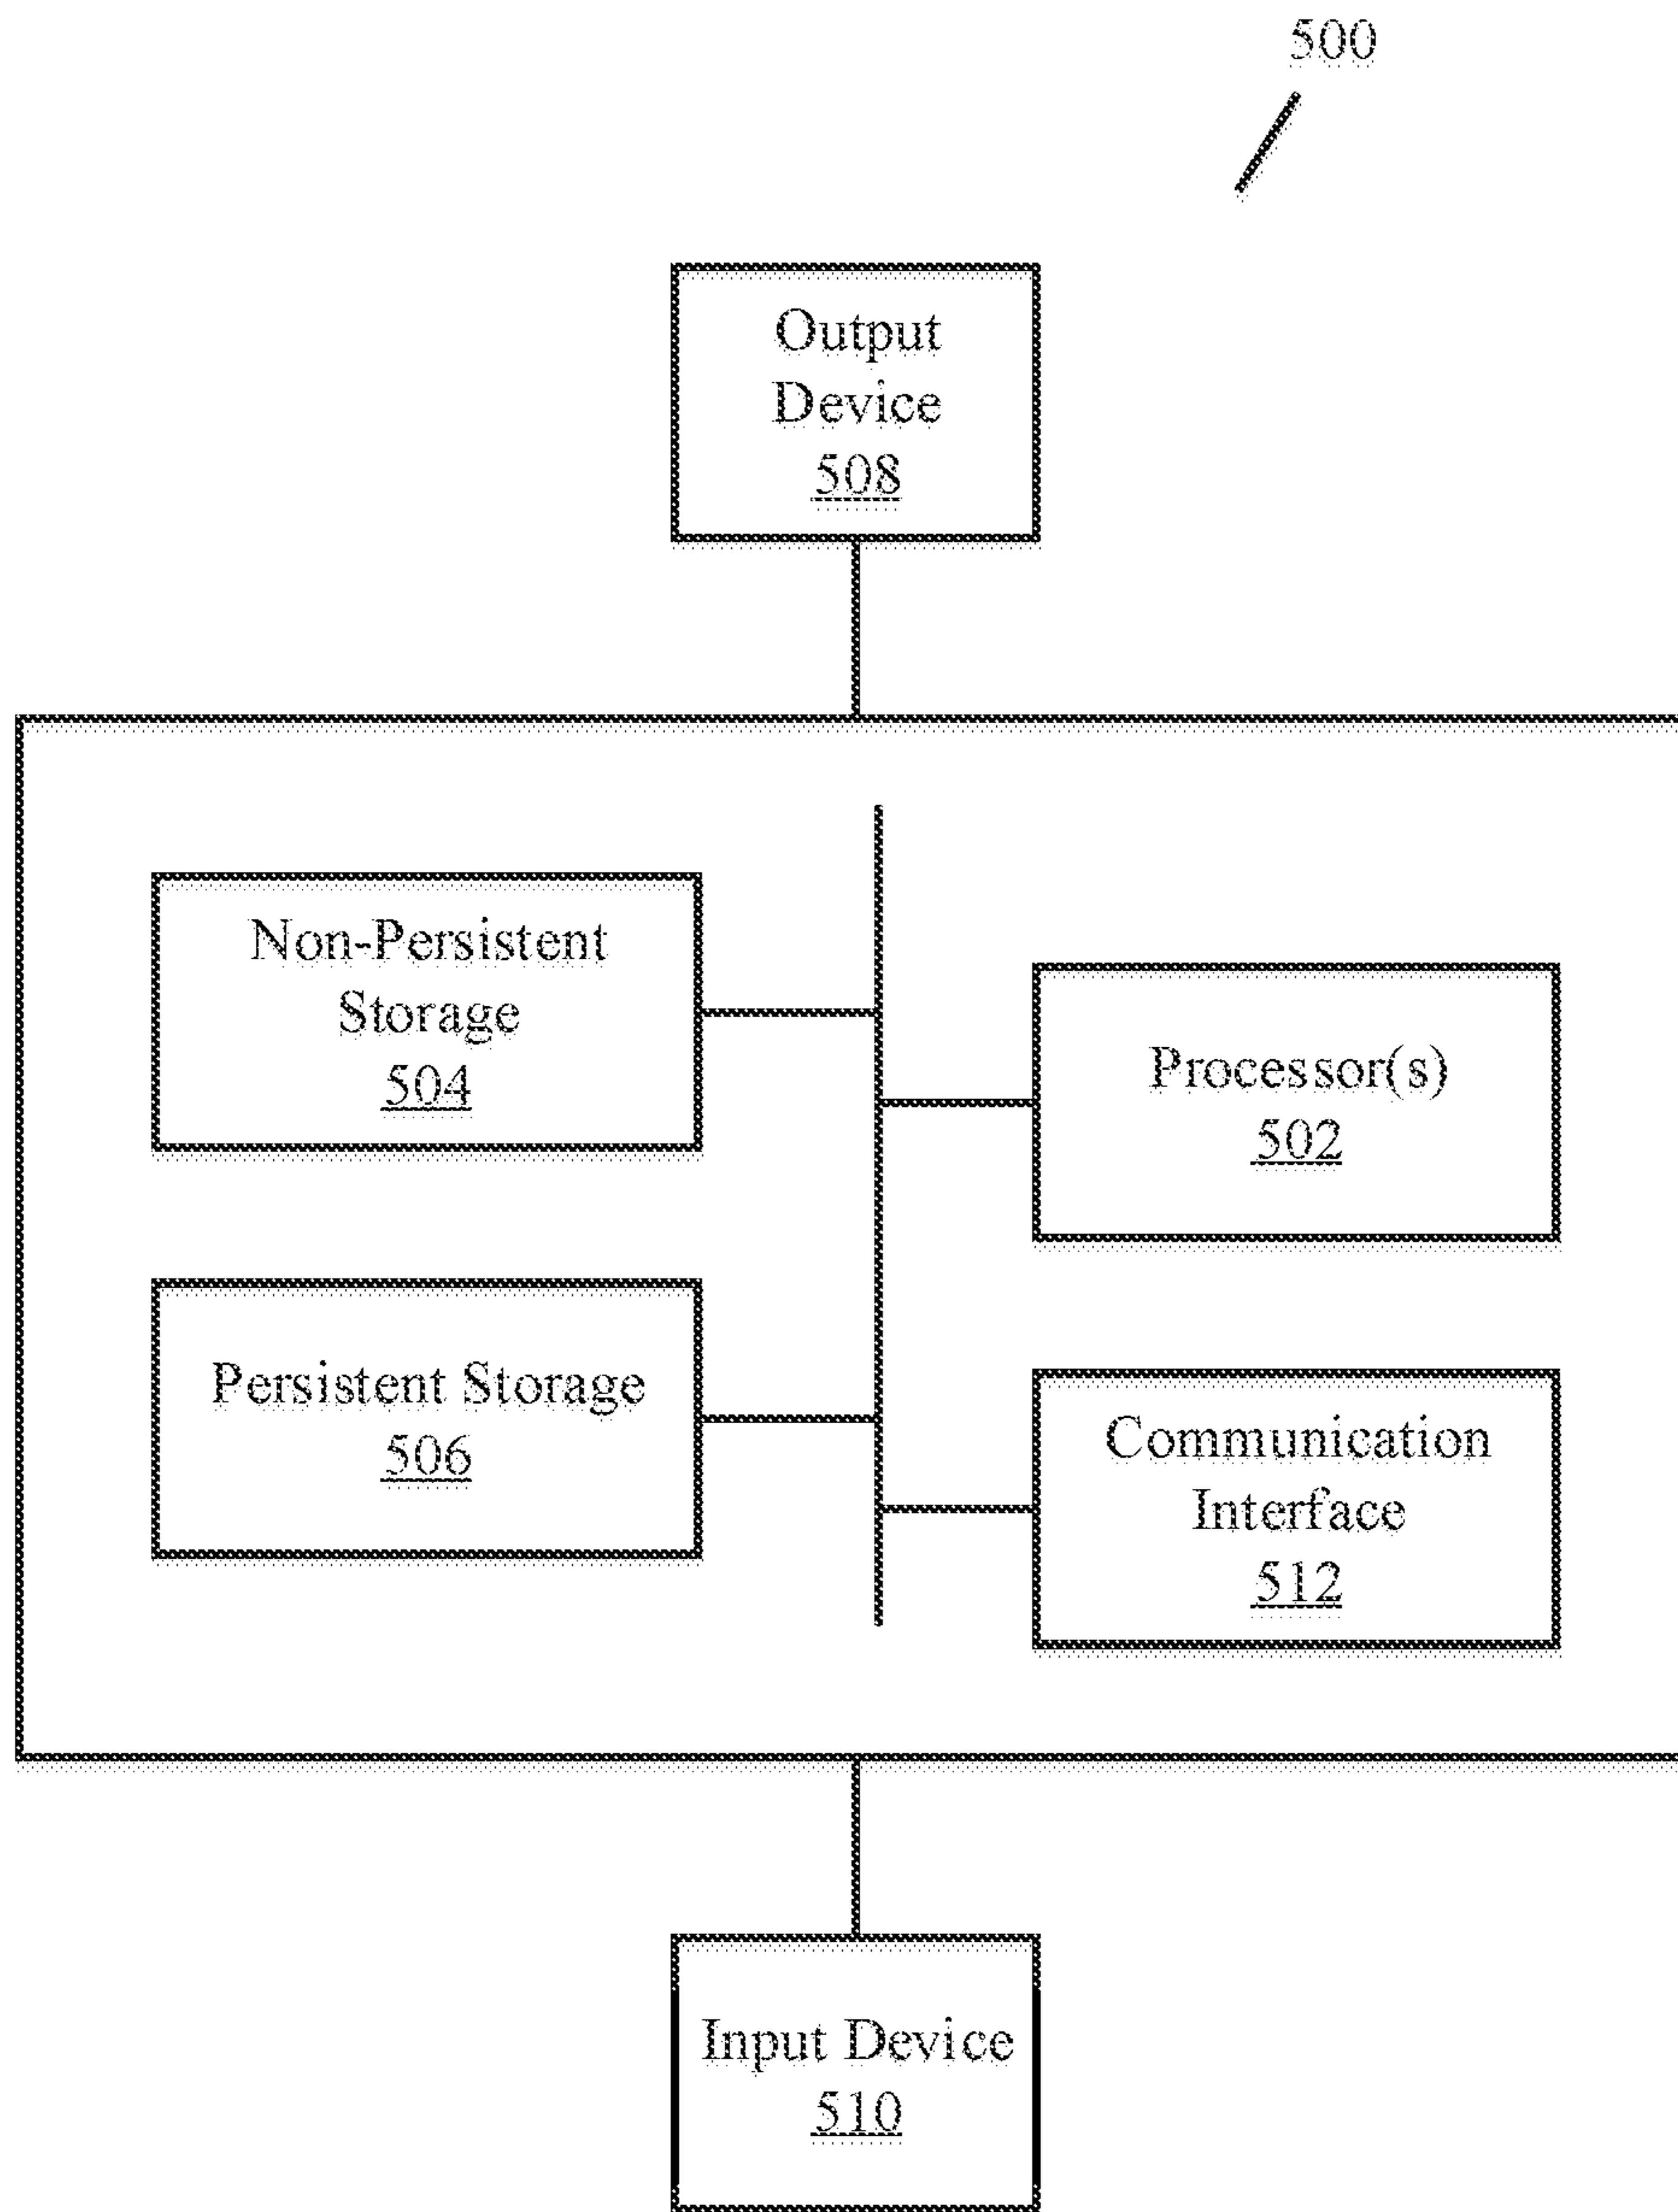 500
Output
Device
508
Non-Persistent
Storage
504
Processor(s)
502
Persistent Storage
506
Communication
Interface
512
Input Device
510